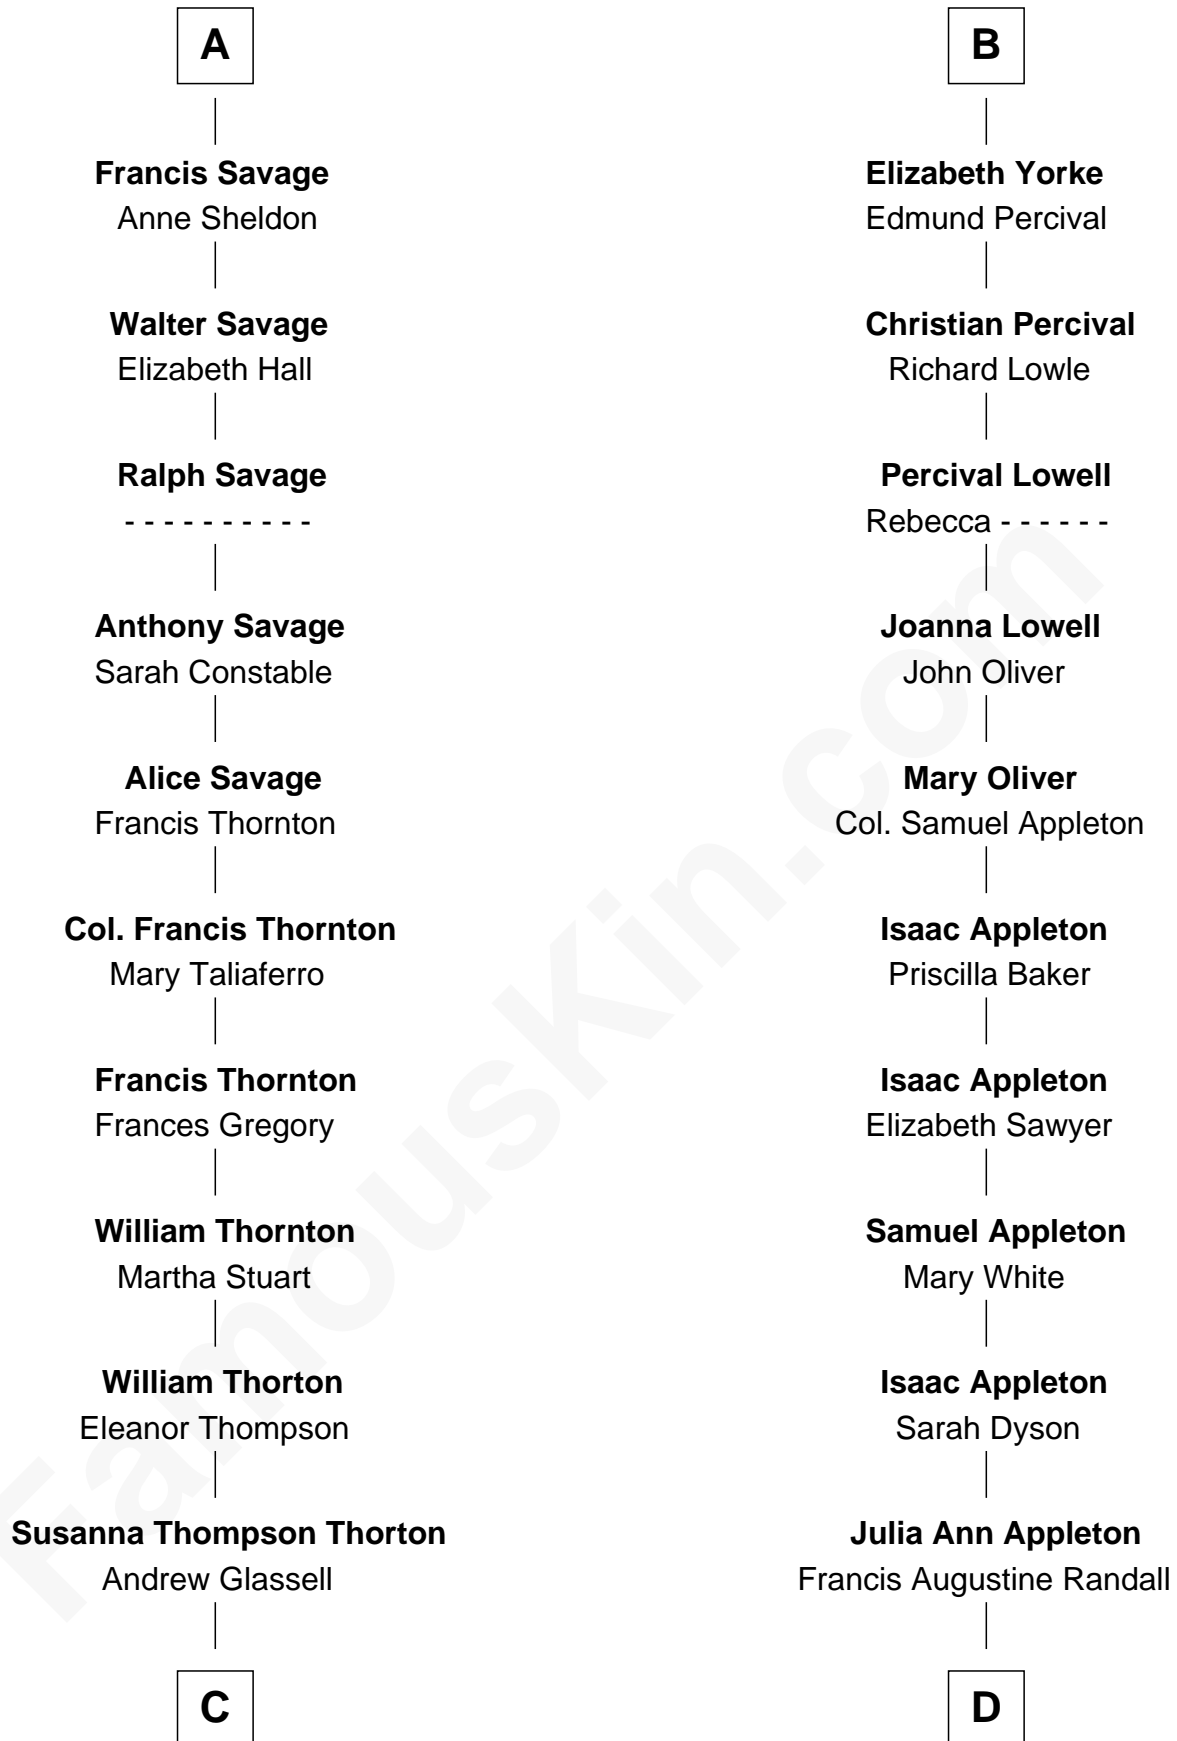 A
Francis Savage
Anne Sheldon
Walter Savage
Elizabeth Hall
Ralph Savage
- - - - - - - - - -
Anthony Savage
Sarah Constable
Alice Savage
Francis Thornton
Col. Francis Thornton
Mary Taliaferro
Francis Thornton
Frances Gregory
William Thornton
Martha Stuart
William Thorton
Eleanor Thompson
Susanna Thompson Thorton
Andrew Glassell
C
B
Elizabeth Yorke
Edmund Percival
Christian Percival
Richard Lowle
Percival Lowell
Rebecca - - - - - -
Joanna Lowell
John Oliver
Mary Oliver
Col. Samuel Appleton
Isaac Appleton
Priscilla Baker
Isaac Appleton
Elizabeth Sawyer
Samuel Appleton
Mary White
Isaac Appleton
Sarah Dyson
Julia Ann Appleton
Francis Augustine Randall
D
FamousKin.com